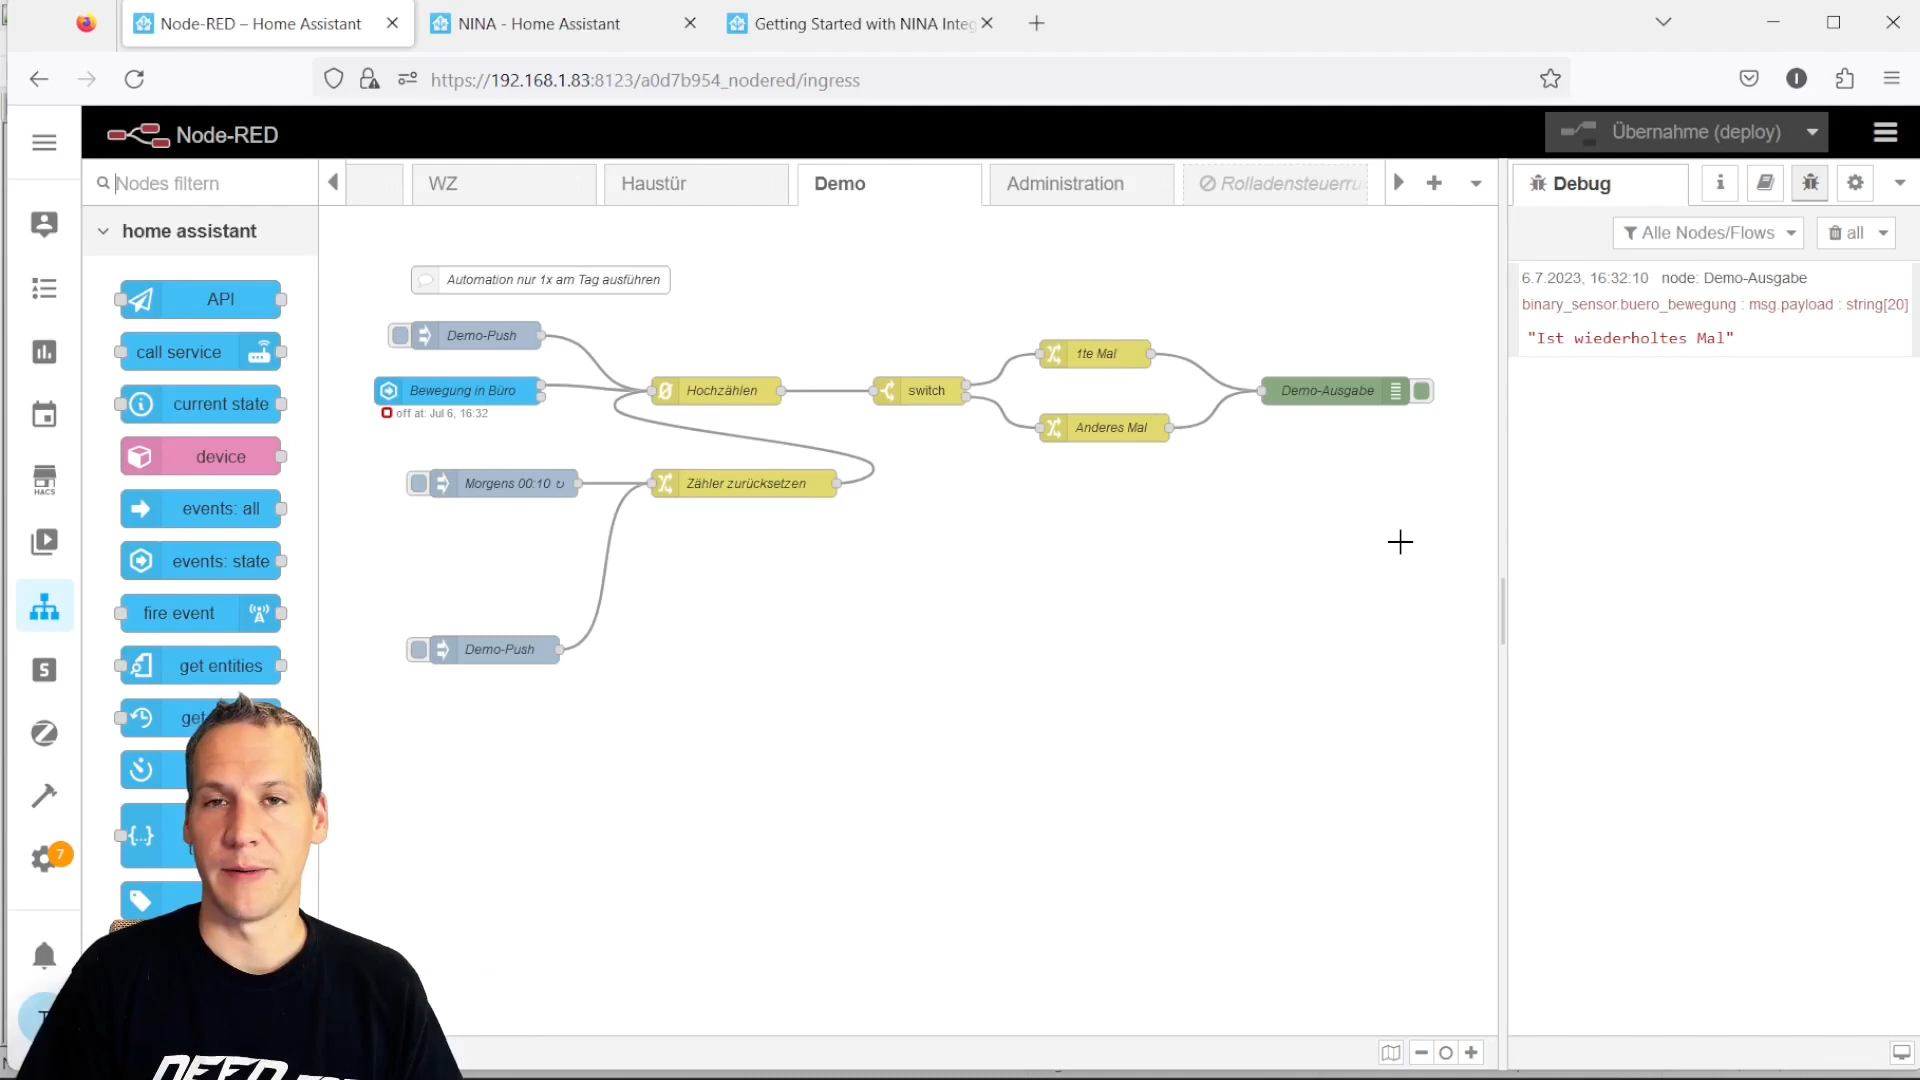 Node-RED – Home Assistant
NINA - Home Assistant
Getting Started with NINA Integ
https://192.168.1.83:8123/a0d7b954_nodered/ingress
Node-RED
Übernahme (deploy)
Nodes filtern
WZ
Haustür
Demo
Administration
Rolladensteuerru
Debug
home assistant
Alle Nodes/Flows
all
API
call service
current state
device
events: all
events: state
fire event
get entities
get
HACS
S
7
T
Automation nur 1x am Tag ausführen
Demo-Push
Bewegung in Büro
off at: Jul 6, 16:32
Hochzählen
switch
1te Mal
Anderes Mal
Demo-Ausgabe
Morgens 00:10 ↻
Zähler zurücksetzen
Demo-Push
6.7.2023, 16:32:10 node: Demo-Ausgabe
binary_sensor.buero_bewegung : msg.payload : string[20]
"Ist wiederholtes Mal"